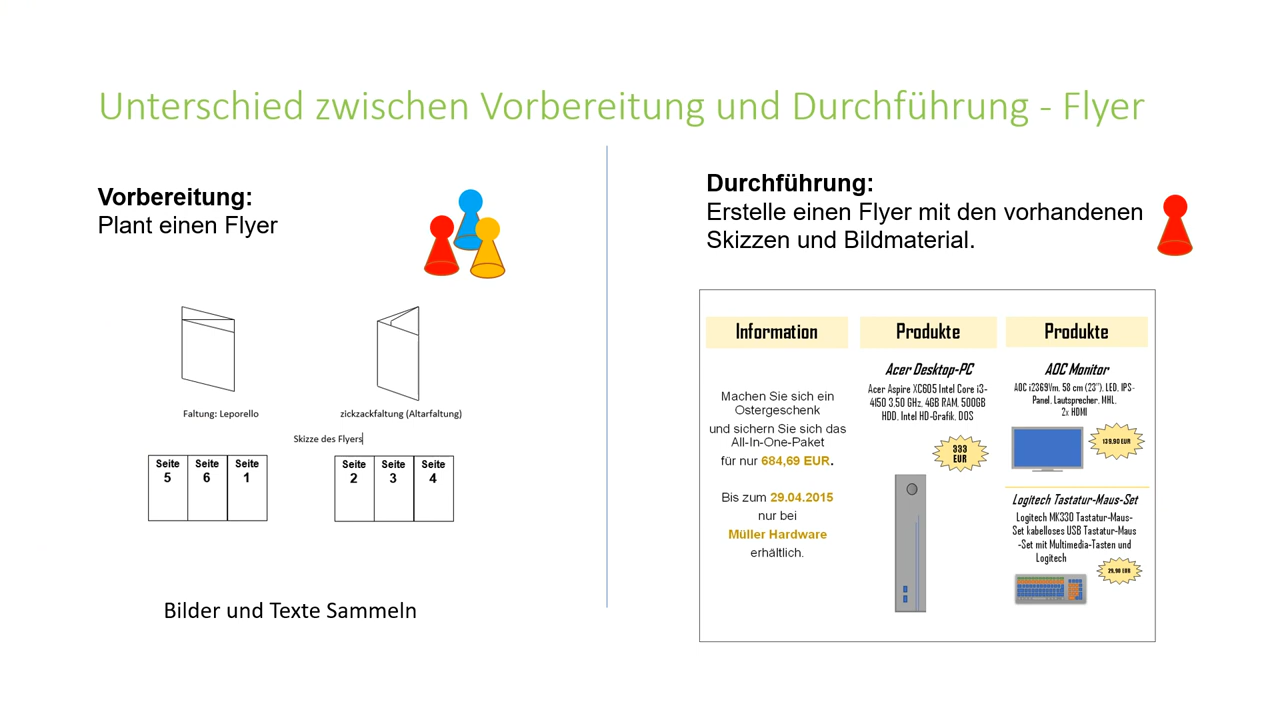 Unterschied zwischen Vorbereitung und Durchführung - Flyer
Vorbereitung:
Plant einen Flyer
Faltung: Leporello
zickzackfaltung (Altarfaltung)
Skizze des Flyers
Seite Seite Seite
5 6 1
Seite Seite Seite
2 3 4
Bilder und Texte Sammeln
Durchführung:
Erstelle einen Flyer mit den vorhandenen
Skizzen und Bildmaterial.
Information
Machen Sie sich ein
Ostergeschenk
und sichern Sie sich das
All-In-One-Paket
für nur 684,69 EUR.
Bis zum 29.04.2015
nur bei
Müller Hardware
erhältlich.
Produkte
Acer Desktop-PC
Acer Aspire XC605 Intel Core i3-
4150 3,50 GHz, 4GB RAM, 500GB
HDD, Intel HD-Grafik, DOS
333
EUR
Produkte
AOC Monitor
AOC i2369Vm, 58 cm (23"), LED, IPS-
Panel, Lautsprecher, MHL,
2x HDMI
139,90 EUR
Logitech Tastatur-Maus-Set
Logitech MK330 Tastatur-Maus-
Set kabelloses USB Tastatur-Maus
-Set mit Multimedia-Tasten und
Logitech
29,90 EUR